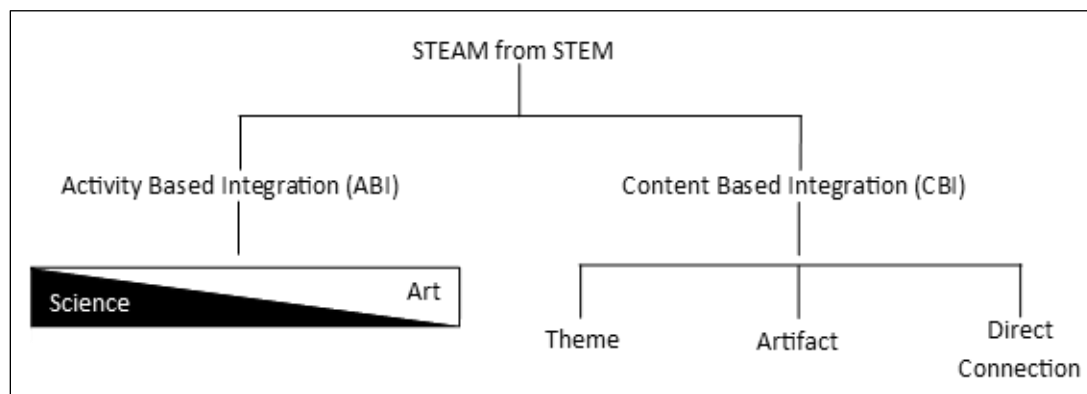 STEAM from STEM
Activity Based Integration (ABI)
Content Based Integration (CBI)
Science
Art
Theme
Artifact
Direct
Connection